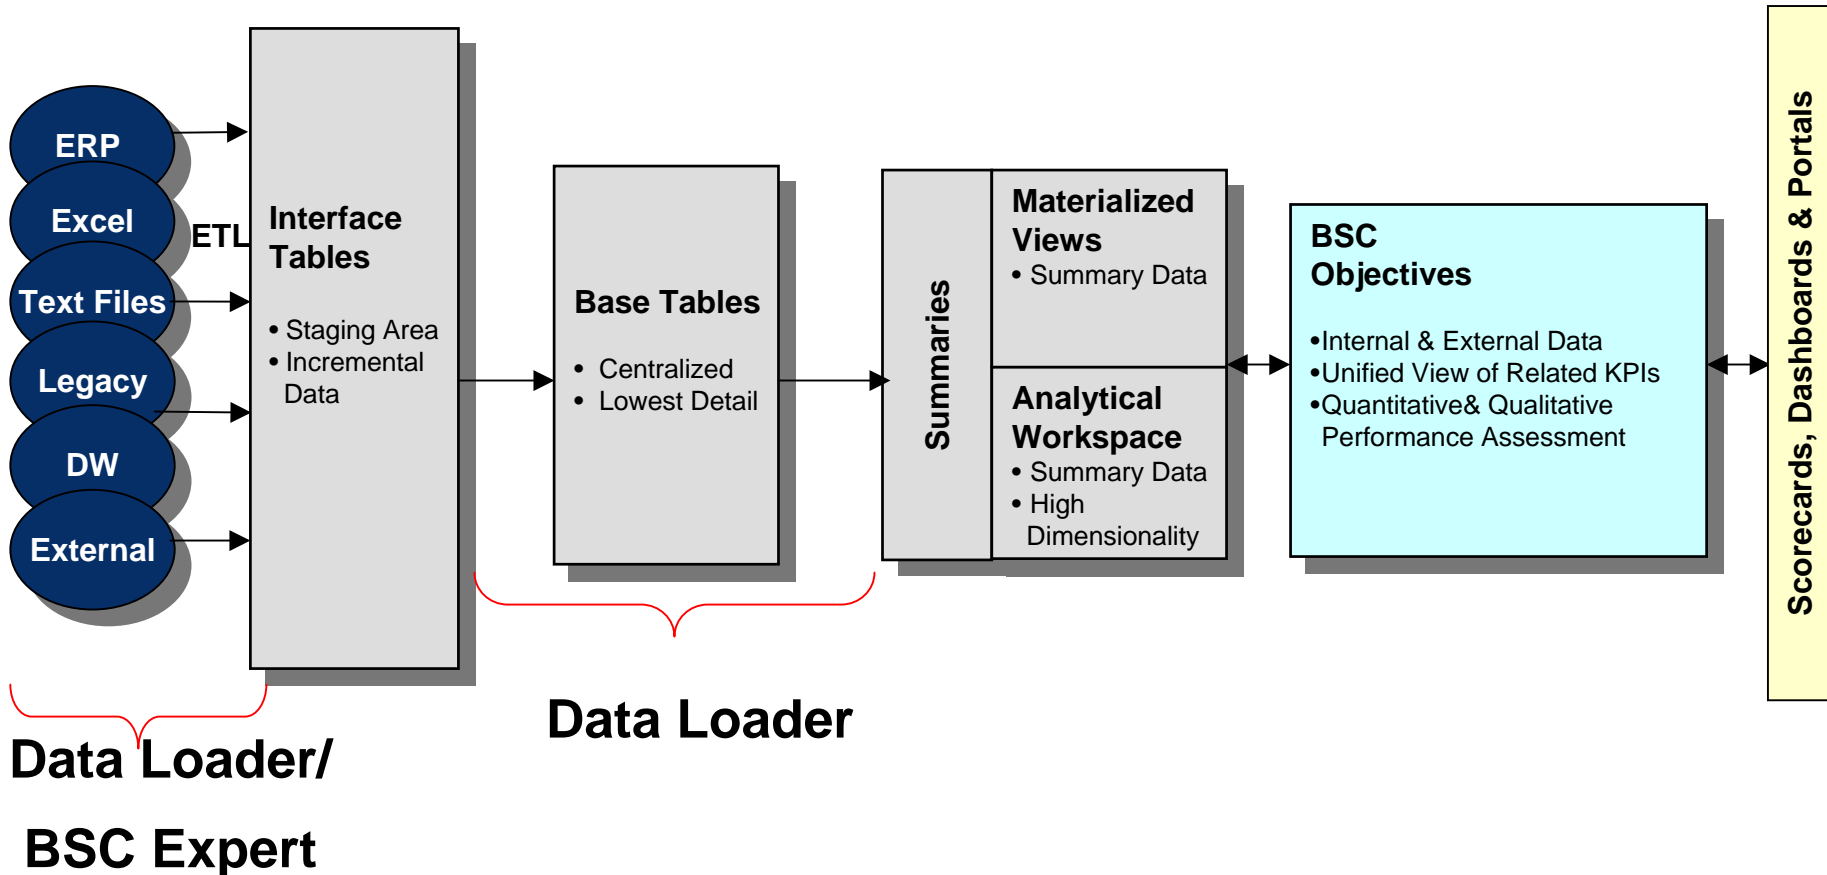 ERP
Excel
Text Files
Legacy
DW
External
ETL
Interface
Tables
• Staging Area
• Incremental
Data
Base Tables
• Centralized
• Lowest Detail
Summaries
Materialized
Views
• Summary Data
Analytical
Workspace
• Summary Data
• High
Dimensionality
BSC
Objectives
•Internal & External Data
•Unified View of Related KPIs
•Quantitative& Qualitative
Performance Assessment
Scorecards, Dashboards & Portals
Data Loader/
BSC Expert
Data Loader